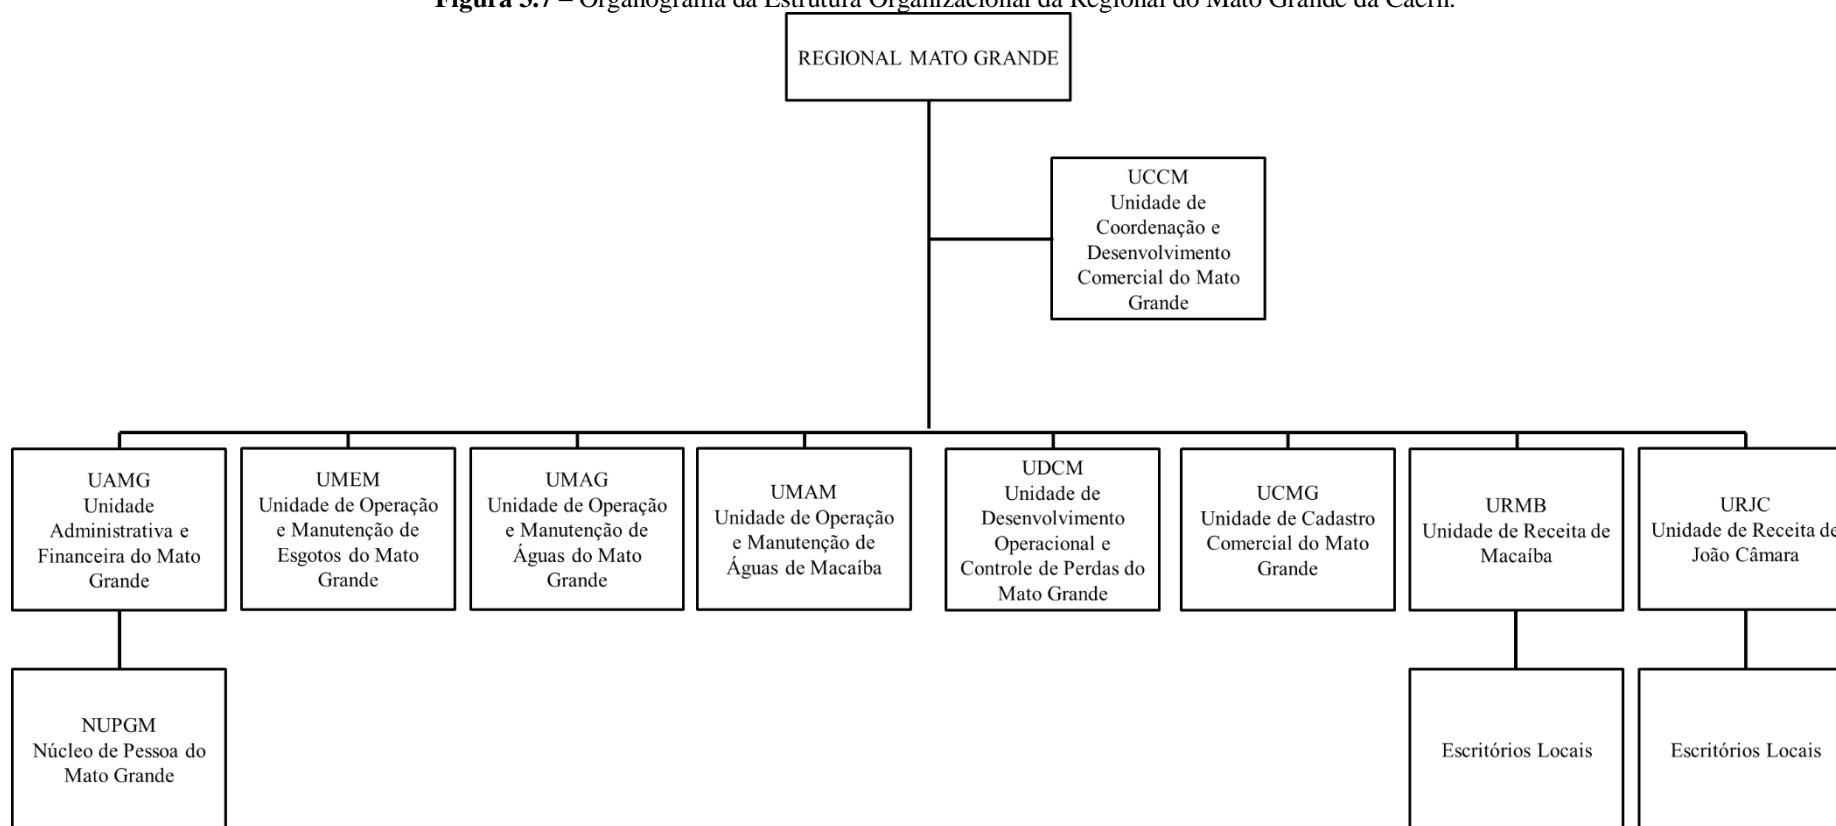 Figura 5.7 – Organograma da Estrutura Organizacional da Regional do Mato Grande da Caern.
REGIONAL MATO GRANDE
UCCM
Unidade de
Coordenação e
Desenvolvimento
Comercial do Mato
Grande
UAMG
Unidade
Administrativa e
Financeira do Mato
Grande
UMEM
Unidade de Operação
e Manutenção de
Esgotos do Mato
Grande
UMAG
Unidade de Operação
e Manutenção de
Águas do Mato
Grande
UMAM
Unidade de Operação
e Manutenção de
Águas de Macaíba
UDCM
Unidade de
Desenvolvimento
Operacional e
Controle de Perdas do
Mato Grande
UCMG
Unidade de Cadastro
Comercial do Mato
Grande
URMB
Unidade de Receita de
Macaíba
URJC
Unidade de Receita de
João Câmara
NUPGM
Núcleo de Pessoa do
Mato Grande
Escritórios Locais
Escritórios Locais